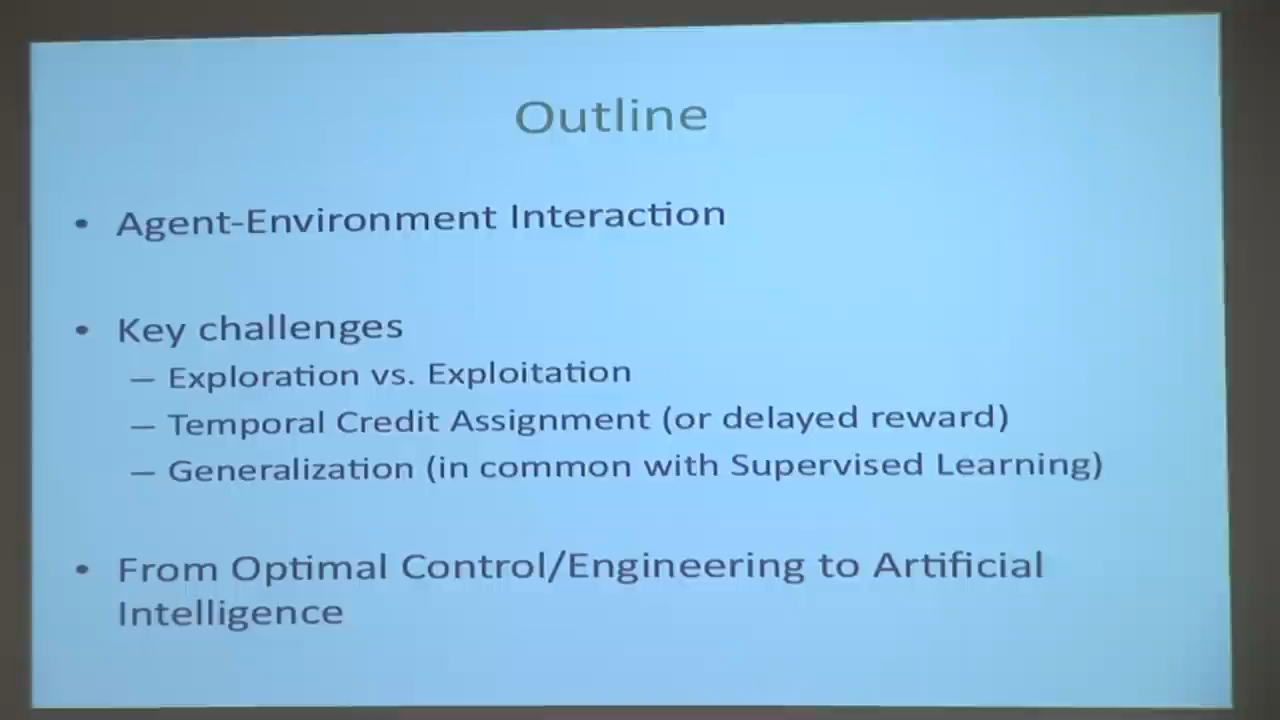 Outline
• Agent-Environment Interaction
• Key challenges
— Exploration vs. Exploitation
— Temporal Credit Assignment (or delayed reward)
— Generalization (in common with Supervised Learning)
• From Optimal Control/Engineering to Artificial
Intelligence